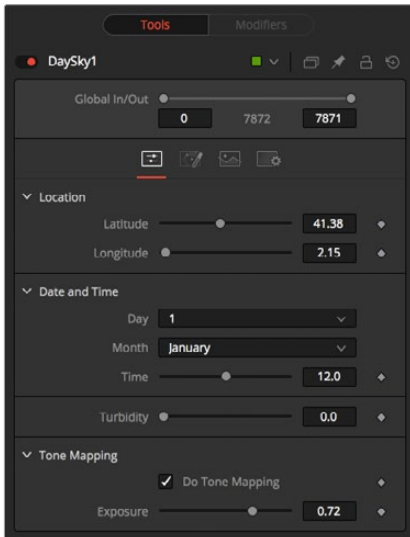 Tools Modifiers
DaySky1
Global In/Out
0 7872 7871
Location
Latitude 41.38
Longitude 2.15
Date and Time
Day 1
Month January
Time 12.0
Turbidity 0.0
Tone Mapping
Do Tone Mapping
Exposure 0.72